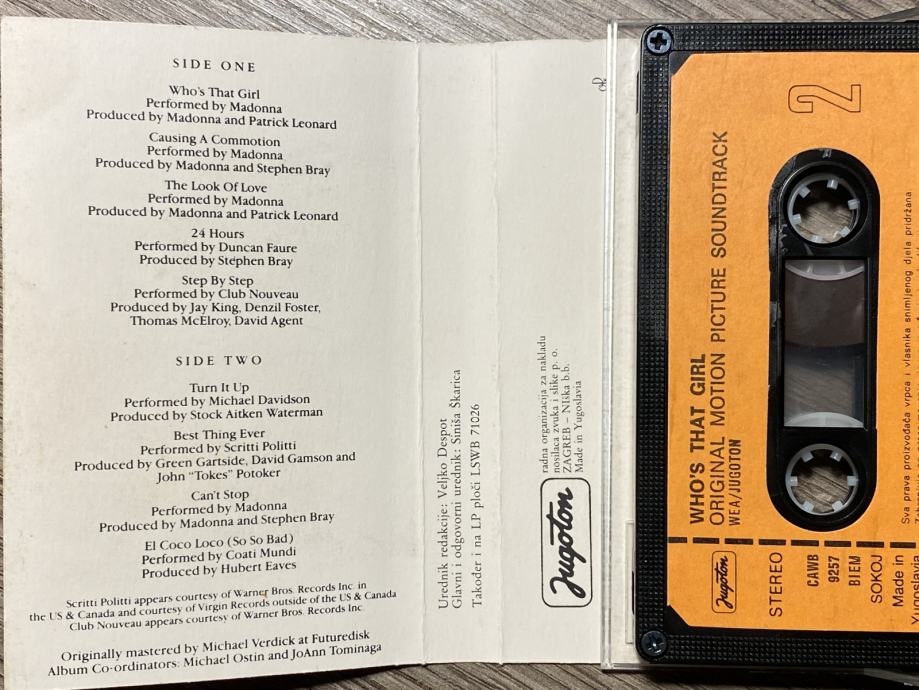 SIDE ONE
Who's That Girl
Performed by Madonna
Produced by Madonna and Patrick Leonard
Causing A Commotion
Performed by Madonna
Produced by Madonna and Stephen Bray
The Look Of Love
Performed by Madonna
Produced by Madonna and Patrick Leonard
24 Hours
Performed by Duncan Faure
Produced by Stephen Bray
Step By Step
Performed by Club Nouveau
Produced by Jay King, Denzil Foster,
Thomas McElroy, David Agent
SIDE TWO
Turn It Up
Performed by Michael Davidson
Produced by Stock Aitken Waterman
Best Thing Ever
Performed by Scritti Politti
Produced by Green Gartside, David Gamson and
John "Tokes" Potoker
Can't Stop
Performed by Madonna
Produced by Madonna and Stephen Bray
El Coco Loco (So So Bad)
Performed by Coati Mundi
Produced by Hubert Eaves
Scritti Politti appears courtesy of Warner Bros. Records Inc. in
the US & Canada and courtesy of Virgin Records outside of the US & Canada
Club Nouveau appears courtesy of Warner Bros. Records Inc.
Originally mastered by Michael Verdick at Futuredisk
Album Co-ordinators: Michael Ostin and JoAnn Tominaga
Urednik redakcije: Veljko Despot
Glavni i odgovorni urednik: Siniša Škarica
Također i na LP ploči LSWB 71026
Jugoton
radna organizacija za nakladu
nosilaca zvuka i slike p. o.
ZAGREB – Niška b.b.
Made in Yugoslavia
2
WHO'S THAT GIRL
ORIGINAL MOTION PICTURE SOUNDTRACK
WEA/JUGOTON
Jugoton
STEREO
CAWB
9257
BIEM
SOKOJ
Made in
Yugoslavia
Sva prava proizvođača vrpca i vlasnika snimljenog djela pridržana